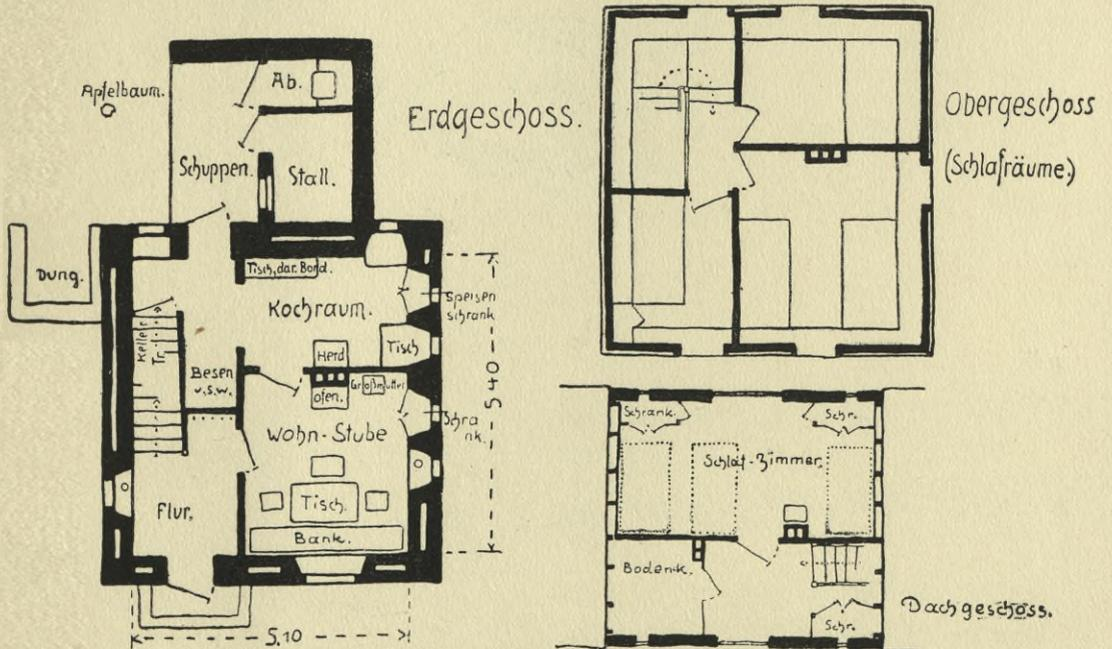 Apfelbaum.
Ab.
Erdgeschoss.
Schuppen.
Stall.
Dung.
Tisch, dar. Bord.
Kochraum.
Speisen
schrank
Keller
Tr.
Besen
u.s.w.
Herd
Tisch
ofen.
Großmutter
Schra
nk.
Wohn-Stube
Flur.
Tisch.
Bank.
5.40
5.10
Obergeschoss
(Schlafräume.)
Schrank.
Schr.
Schlaf-Zimmer.
Bodenk.
Schr.
Dachgeschoss.